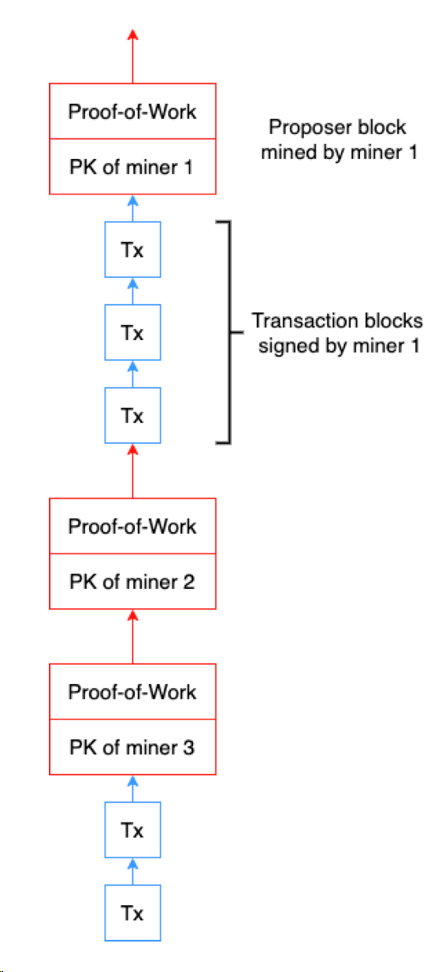 Proof-of-Work
PK of miner 1
Proposer block
mined by miner 1
Tx
Tx
Tx
Transaction blocks
signed by miner 1
Proof-of-Work
PK of miner 2
Proof-of-Work
PK of miner 3
Tx
Tx